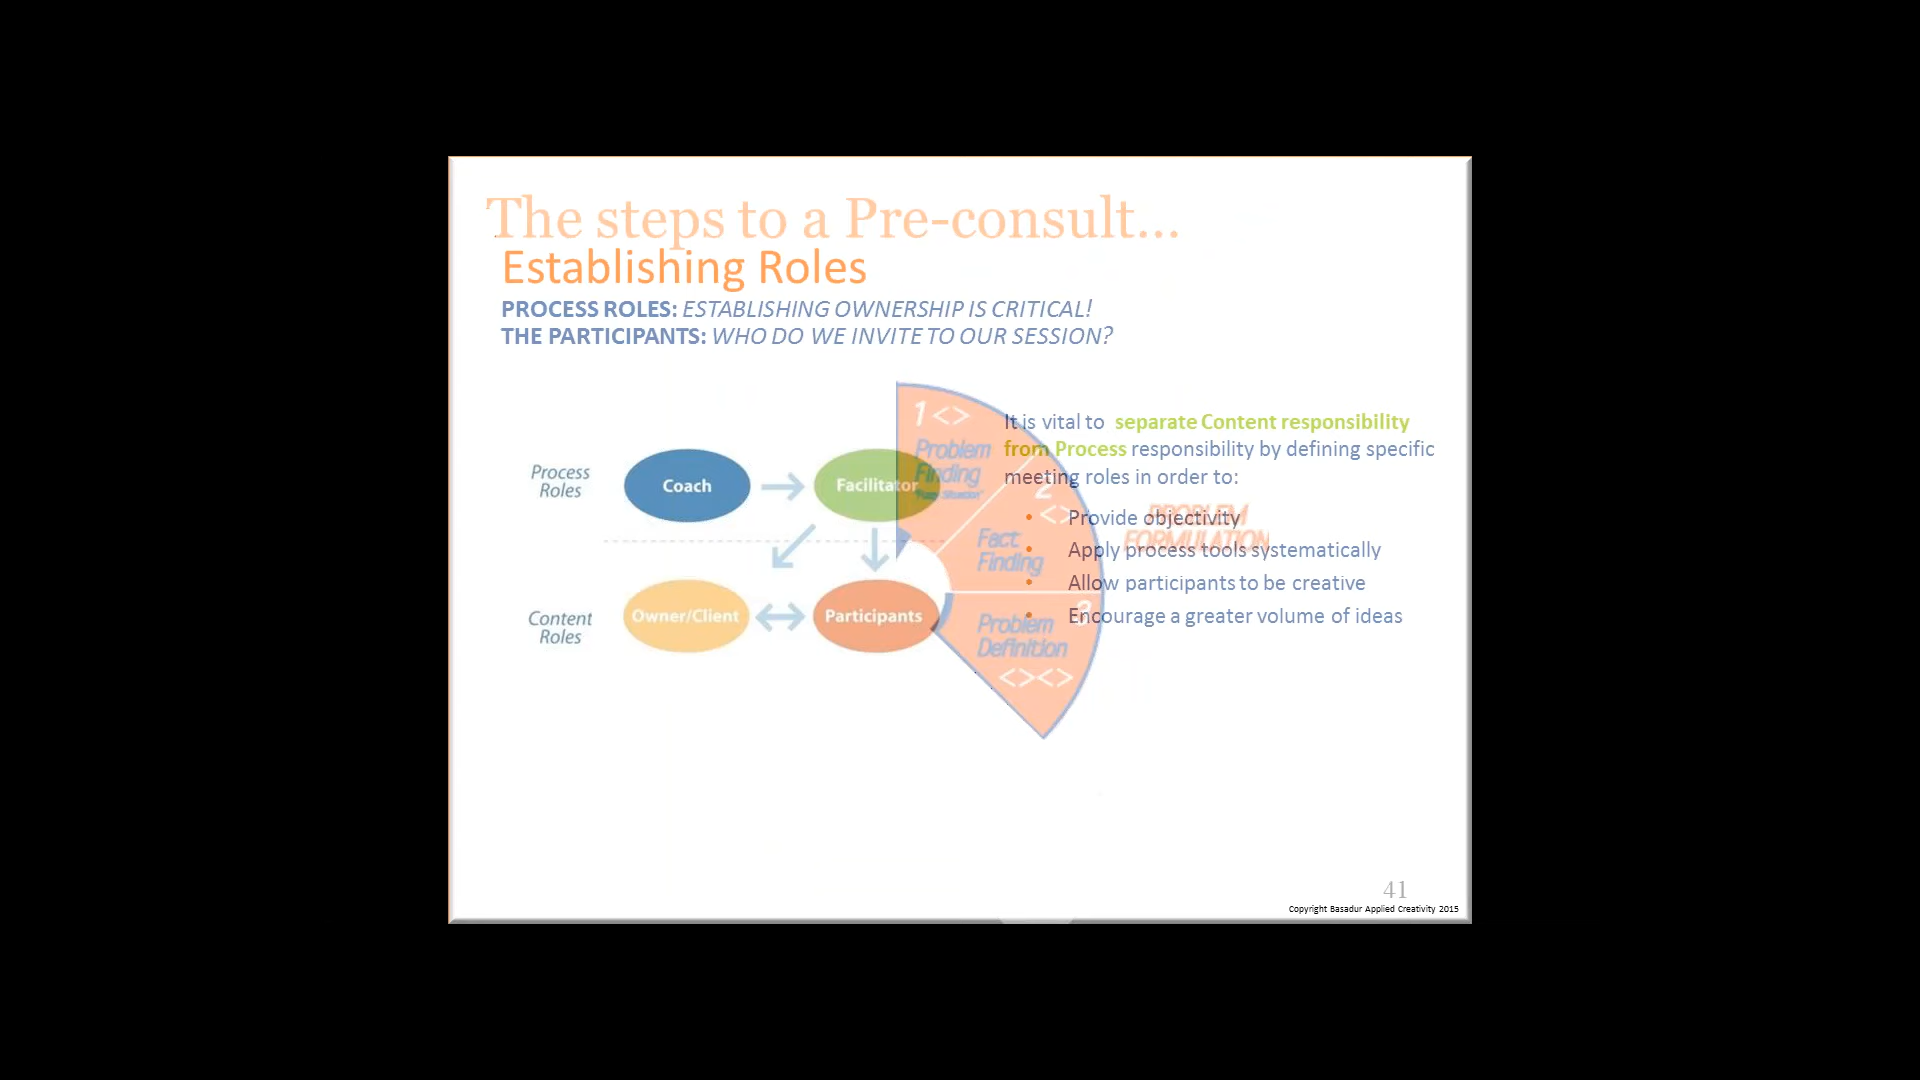 The steps to a Pre-consult...
Establishing Roles
PROCESS ROLES: ESTABLISHING OWNERSHIP IS CRITICAL!
THE PARTICIPANTS: WHO DO WE INVITE TO OUR SESSION?
Process
Roles
Coach
Facilitator
Content
Roles
Owner/Client
Participants
1 <>
Problem
Finding
2
<>
Fact
Finding
3
Problem
Definition
<><>
PROBLEM
FORMULATION
It is vital to separate Content responsibility
from Process responsibility by defining specific
meeting roles in order to:
• Provide objectivity
• Apply process tools systematically
• Allow participants to be creative
• Encourage a greater volume of ideas
41
Copyright Basadur Applied Creativity 2015